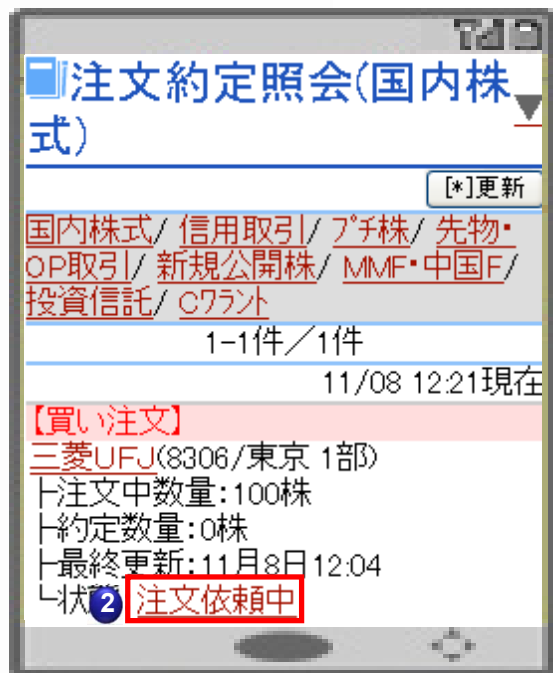 注文約定照会(国内株
式)
[*]更新
国内株式/ 信用取引/ プチ株/ 先物・
OP取引/ 新規公開株/ MMF・中国F/
投資信託/ Cワラント
1-1件/1件
11/08 12:21現在
【買い注文】
三菱UFJ(8306/東京 1部)
├注文中数量:100株
├約定数量:0株
├最終更新:11月8日12:04
└状 2 注文依頼中